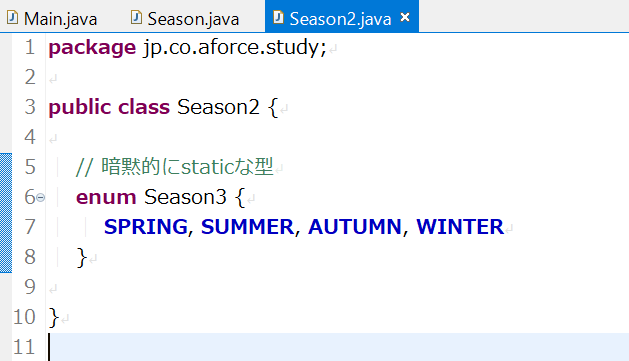 Main.java Season.java Season2.java
1 package jp.co.aforce.study;
2
3 public class Season2 {
4
5 // 暗黙的にstaticな型
6 enum Season3 {
7 SPRING, SUMMER, AUTUMN, WINTER
8 }
9
10 }
11